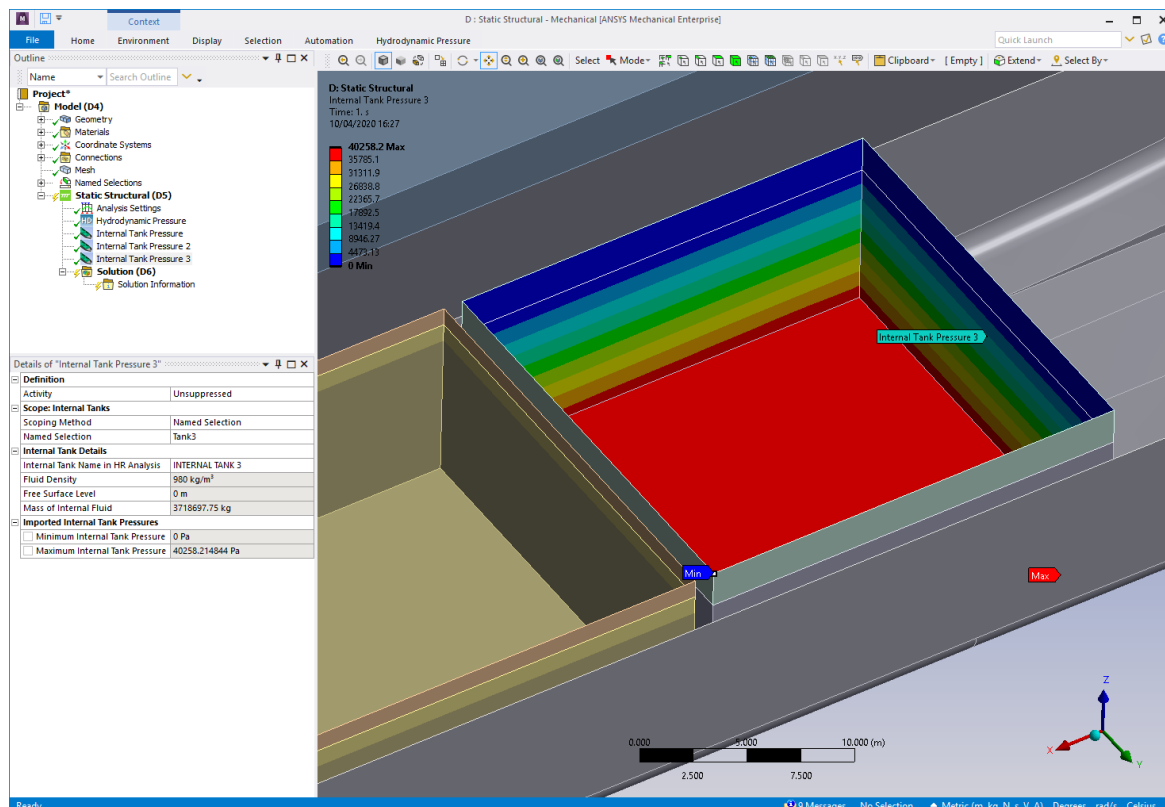 M
Context
D : Static Structural - Mechanical [ANSYS Mechanical Enterprise]
File Home Environment Display Selection Automation Hydrodynamic Pressure
Quick Launch
Outline
Select Mode Clipboard [ Empty ] Extend Select By
Name
Search Outline
Project*
Model (D4)
Geometry
Materials
Coordinate Systems
Connections
Mesh
Named Selections
Static Structural (D5)
Analysis Settings
HD Hydrodynamic Pressure
Internal Tank Pressure
Internal Tank Pressure 2
Internal Tank Pressure 3
Solution (D6)
Solution Information
Details of "Internal Tank Pressure 3"
Definition
Activity Unsuppressed
Scope: Internal Tanks
Scoping Method Named Selection
Named Selection Tank3
Internal Tank Details
Internal Tank Name in HR Analysis INTERNAL TANK 3
Fluid Density 980 kg/m³
Free Surface Level 0 m
Mass of Internal Fluid 3718697.75 kg
Imported Internal Tank Pressures
Minimum Internal Tank Pressure 0 Pa
Maximum Internal Tank Pressure 40258.214844 Pa
D: Static Structural
Internal Tank Pressure 3
Time: 1. s
10/04/2020 16:27
40258.2 Max
35785.1
31311.9
26838.8
22365.7
17892.5
13419.4
8946.27
4473.13
0 Min
Internal Tank Pressure 3
Min
Max
0.000 5.000 10.000 (m)
2.500 7.500
Z
X
Y
Ready
9 Messages No Selection Metric (m, kg, N, s, V, A) Degrees rad/s Celsius